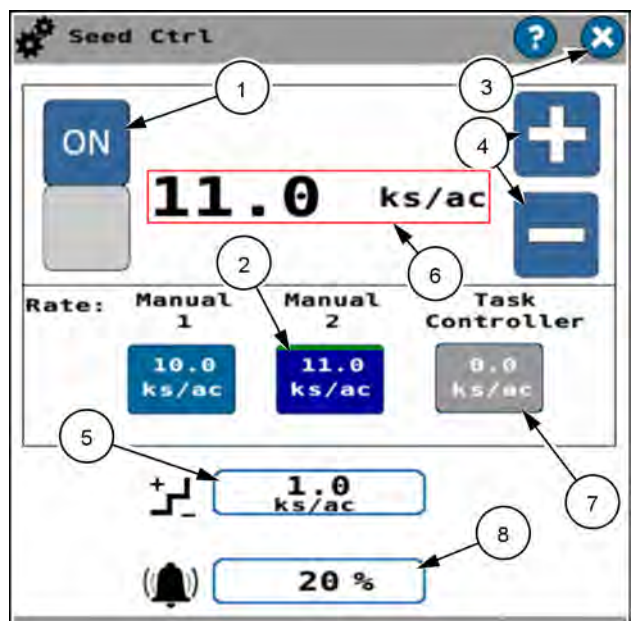 Seed Ctrl
?
1
3
ON
4
11.0 ks/ac
2
6
Rate:
Manual 1
Manual 2
Task Controller
10.0 ks/ac
11.0 ks/ac
0.0 ks/ac
5
+
-
1.0 ks/ac
7
8
20 %